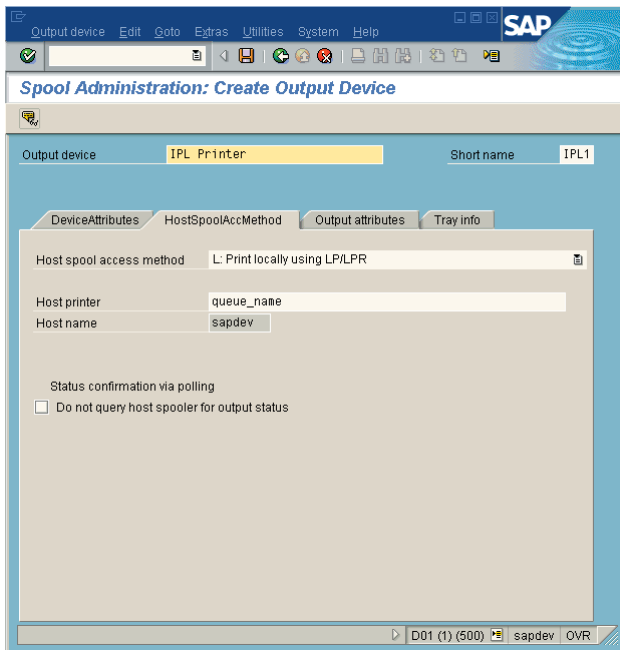 Output device Edit Goto Extras Utilities System Help
SAP
Spool Administration: Create Output Device
Output device IPL Printer Short name IPL1
DeviceAttributes HostSpoolAccMethod Output attributes Tray info
Host spool access method L: Print locally using LP/LPR
Host printer queue_name
Host name sapdev
Status confirmation via polling
Do not query host spooler for output status
D01 (1) (500) sapdev OVR